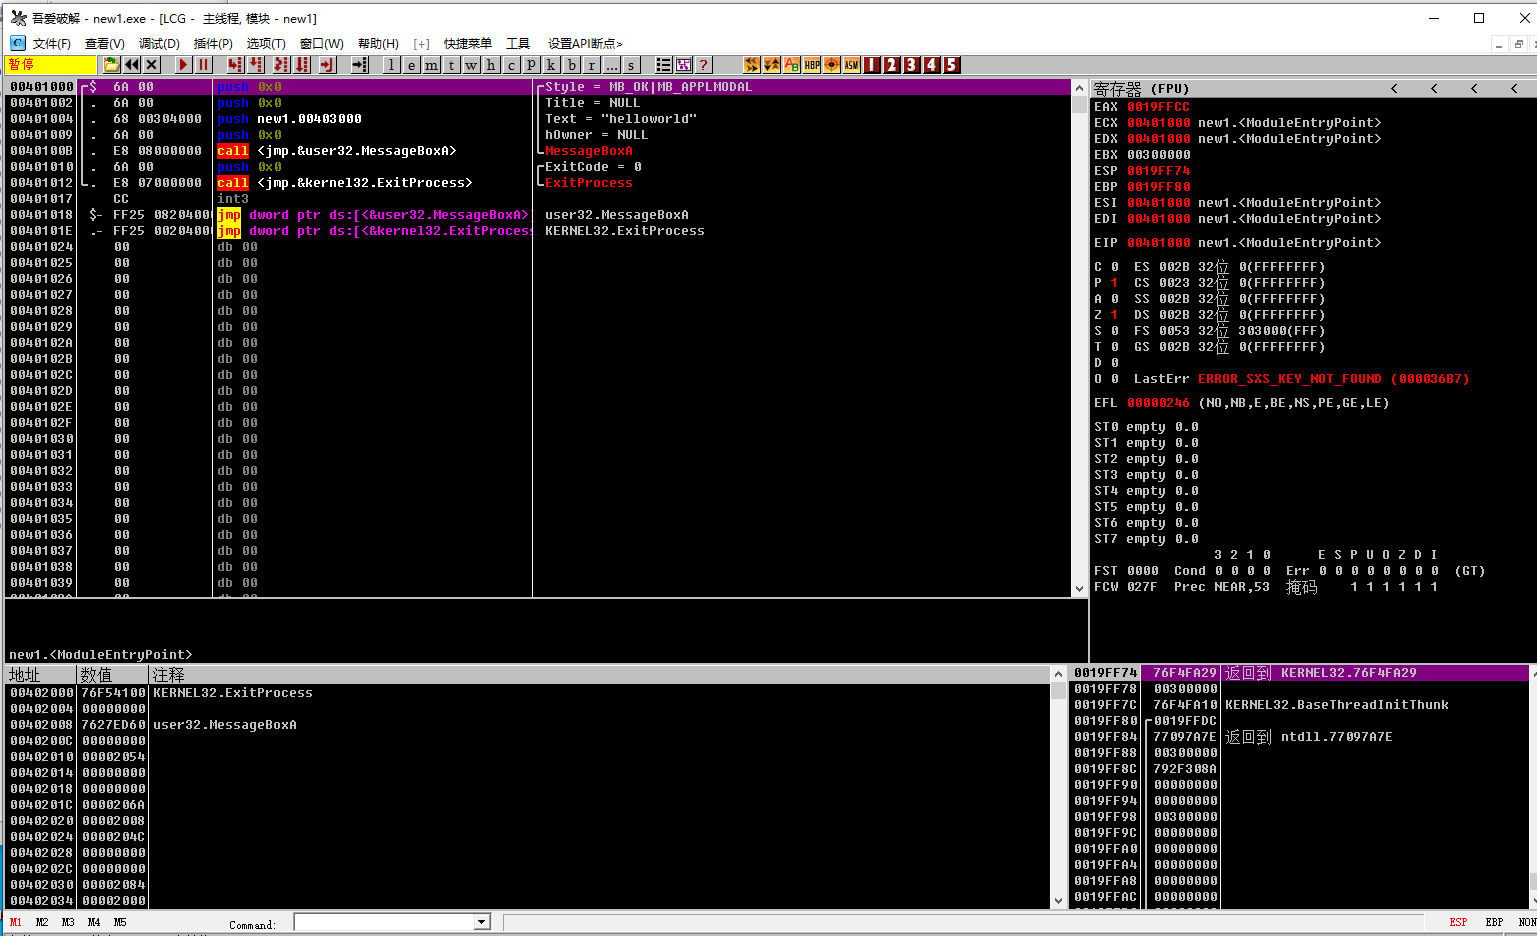 吾爱破解 - new1.exe - [LCG - 主线程, 模块 - new1]
文件(F) 查看(V) 调试(D) 插件(P) 选项(T) 窗口(W) 帮助(H) [+] 快捷菜单 工具 设置API断点>
暂停 l e m t w h c P k b r ... s ? HBP ASM 1 2 3 4 5
00401000 $ 6A 00 push 0x0 Style = MB_OK|MB_APPLMODAL
00401002 . 6A 00 push 0x0 Title = NULL
00401004 . 68 00304000 push new1.00403000 Text = "helloworld"
00401009 . 6A 00 push 0x0 hOwner = NULL
0040100B . E8 08000000 call <jmp.&user32.MessageBoxA> MessageBoxA
00401010 . 6A 00 push 0x0 ExitCode = 0
00401012 . E8 07000000 call <jmp.&kernel32.ExitProcess> ExitProcess
00401017 CC int3
00401018 $- FF25 08204000 jmp dword ptr ds:[<&user32.MessageBoxA> user32.MessageBoxA
0040101E .- FF25 00204000 jmp dword ptr ds:[<&kernel32.ExitProcess KERNEL32.ExitProcess
00401024 00 db 00
00401025 00 db 00
00401026 00 db 00
00401027 00 db 00
00401028 00 db 00
00401029 00 db 00
0040102A 00 db 00
0040102B 00 db 00
0040102C 00 db 00
0040102D 00 db 00
0040102E 00 db 00
0040102F 00 db 00
00401030 00 db 00
00401031 00 db 00
00401032 00 db 00
00401033 00 db 00
00401034 00 db 00
00401035 00 db 00
00401036 00 db 00
00401037 00 db 00
00401038 00 db 00
00401039 00 db 00
new1.<ModuleEntryPoint>
寄存器 (FPU) < < < <
EAX 0019FFCC
ECX 00401000 new1.<ModuleEntryPoint>
EDX 00401000 new1.<ModuleEntryPoint>
EBX 00300000
ESP 0019FF74
EBP 0019FF80
ESI 00401000 new1.<ModuleEntryPoint>
EDI 00401000 new1.<ModuleEntryPoint>
EIP 00401000 new1.<ModuleEntryPoint>
C 0 ES 002B 32位 0(FFFFFFFF)
P 1 CS 0023 32位 0(FFFFFFFF)
A 0 SS 002B 32位 0(FFFFFFFF)
Z 1 DS 002B 32位 0(FFFFFFFF)
S 0 FS 0053 32位 303000(FFF)
T 0 GS 002B 32位 0(FFFFFFFF)
D 0
O 0 LastErr ERROR_SXS_KEY_NOT_FOUND (000036B7)
EFL 00000246 (NO,NB,E,BE,NS,PE,GE,LE)
ST0 empty 0.0
ST1 empty 0.0
ST2 empty 0.0
ST3 empty 0.0
ST4 empty 0.0
ST5 empty 0.0
ST6 empty 0.0
ST7 empty 0.0
3 2 1 0 E S P U O Z D I
FST 0000 Cond 0 0 0 0 Err 0 0 0 0 0 0 0 0 (GT)
FCW 027F Prec NEAR,53 掩码 1 1 1 1 1 1
地址 数值 注释
00402000 76F54100 KERNEL32.ExitProcess
00402004 00000000
00402008 7627ED60 user32.MessageBoxA
0040200C 00000000
00402010 00002054
00402014 00000000
00402018 00000000
0040201C 0000206A
00402020 00002008
00402024 0000204C
00402028 00000000
0040202C 00000000
00402030 00002084
00402034 00002000
0019FF74 76F4FA29 返回到 KERNEL32.76F4FA29
0019FF78 00300000
0019FF7C 76F4FA10 KERNEL32.BaseThreadInitThunk
0019FF80 0019FFDC
0019FF84 77097A7E 返回到 ntdll.77097A7E
0019FF88 00300000
0019FF8C 792F308A
0019FF90 00000000
0019FF94 00000000
0019FF98 00300000
0019FF9C 00000000
0019FFA0 00000000
0019FFA4 00000000
0019FFA8 00000000
0019FFAC 00000000
M1 M2 M3 M4 M5 Command: ESP EBP NON